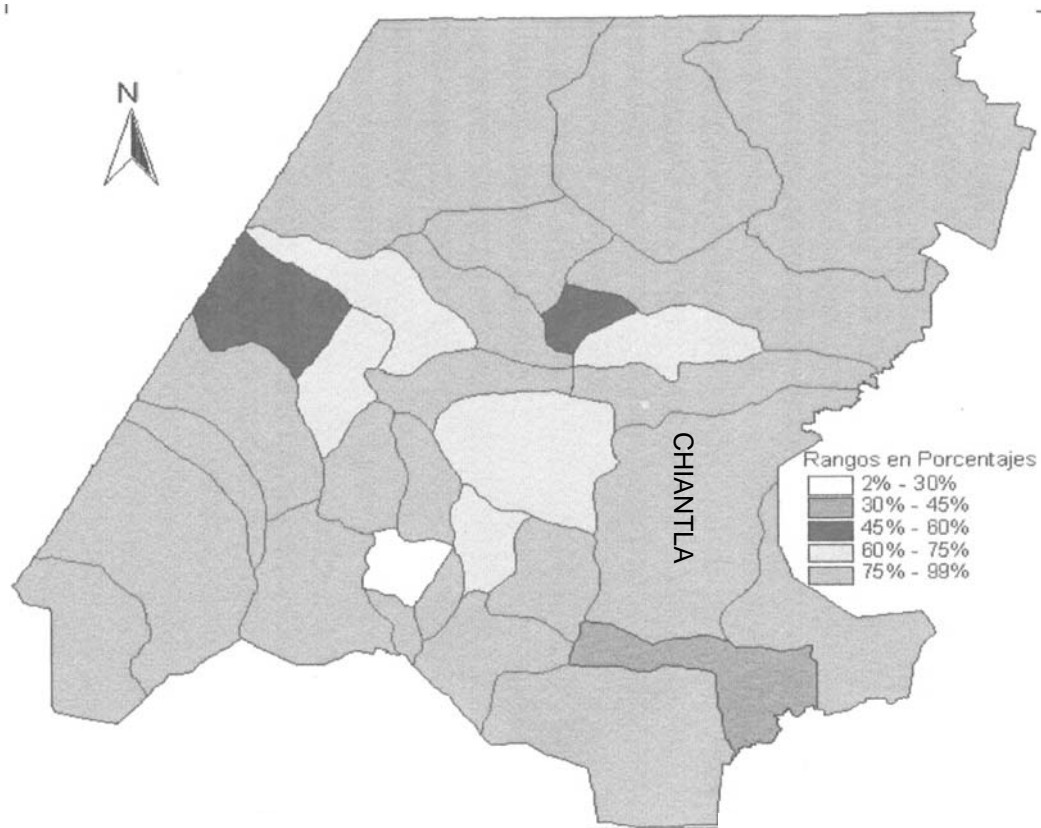 N
CHIANTLA
Rangos en Porcentajes
2% - 30%
30% - 45%
45% - 60%
60% - 75%
75% - 99%